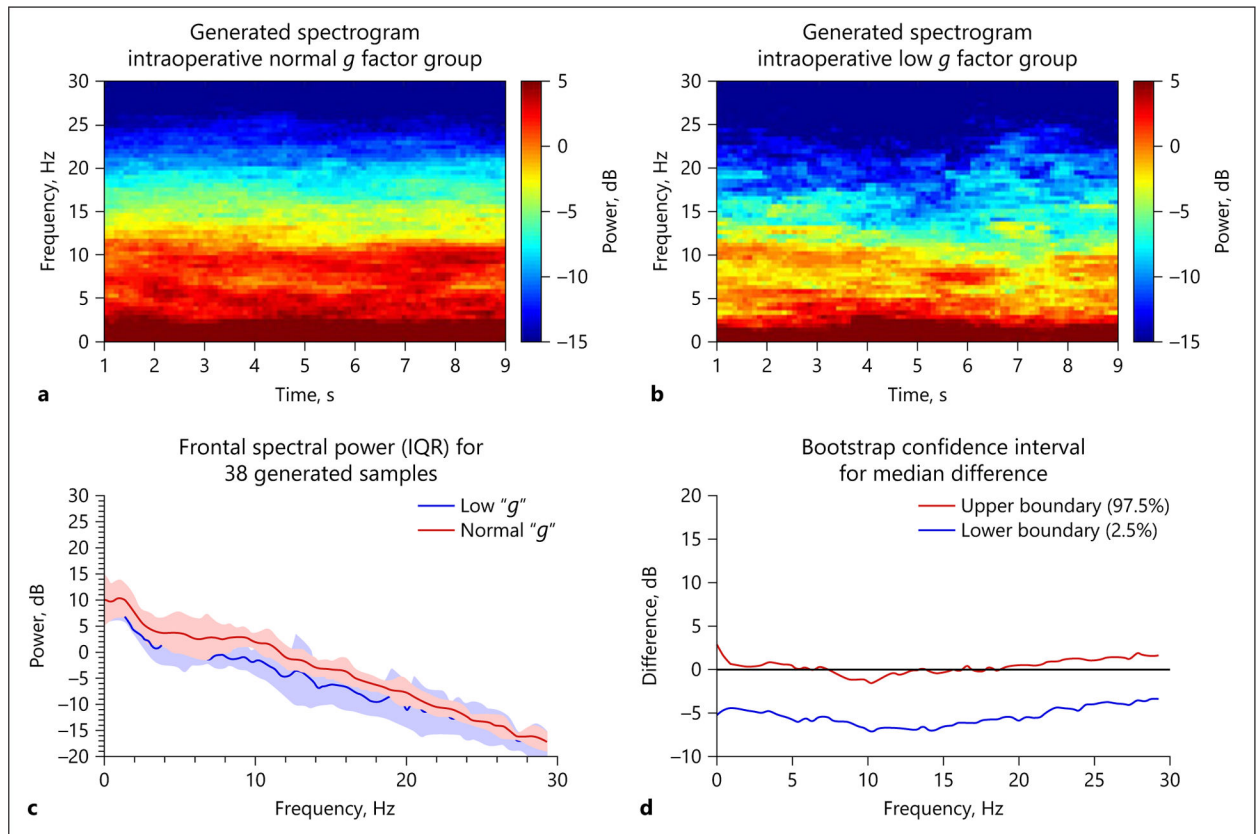 Generated spectrogram
intraoperative normal g factor group
30
25
20
15
10
5
0
Frequency, Hz
1 2 3 4 5 6 7 8 9
Time, s
5
0
−5
−10
−15
Power, dB
a
Generated spectrogram
intraoperative low g factor group
30
25
20
15
10
5
0
Frequency, Hz
1 2 3 4 5 6 7 8 9
Time, s
5
0
−5
−10
−15
Power, dB
b
Frontal spectral power (IQR) for
38 generated samples
Low "g"
Normal "g"
30
25
20
15
10
5
0
−5
−10
−15
−20
Power, dB
0 10 20 30
Frequency, Hz
c
Bootstrap confidence interval
for median difference
Upper boundary (97.5%)
Lower boundary (2.5%)
20
15
10
5
0
−5
−10
Difference, dB
0 5 10 15 20 25 30
Frequency, Hz
d